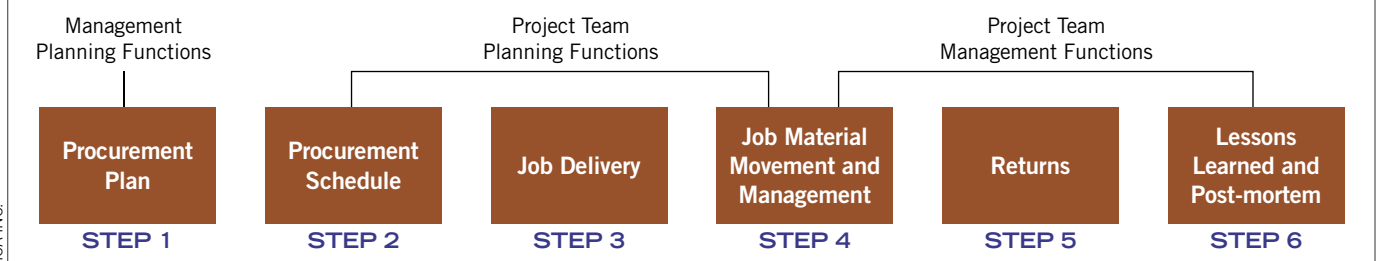 Management
Planning Functions
Project Team
Planning Functions
Project Team
Management Functions
Procurement
Plan
Procurement
Schedule
Job Delivery
Job Material
Movement and
Management
Returns
Lessons
Learned and
Post-mortem
STEP 1
STEP 2
STEP 3
STEP 4
STEP 5
STEP 6
INC.